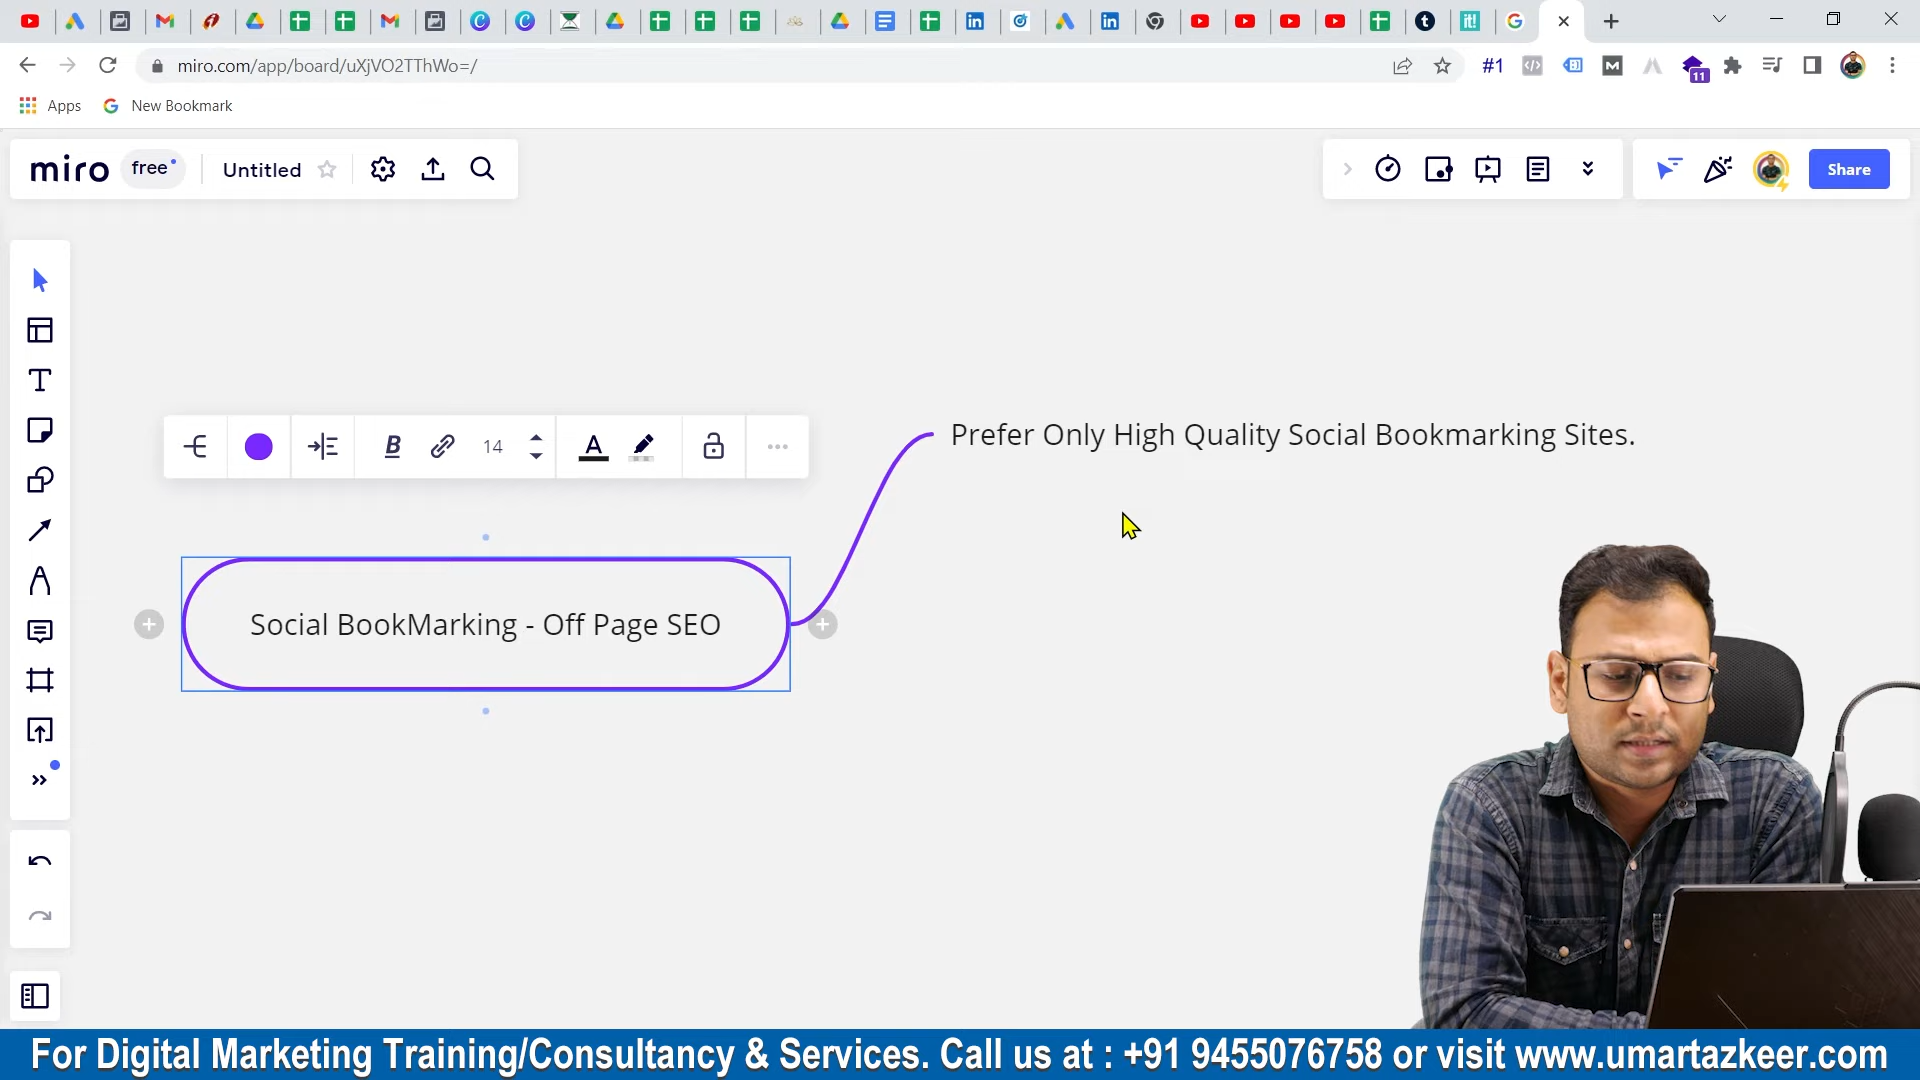 miro.com/app/board/uXjVO2TThWo=/
#1
11
Apps
New Bookmark
miro
free
Untitled
Share
B
14
A
Prefer Only High Quality Social Bookmarking Sites.
Social BookMarking - Off Page SEO
For Digital Marketing Training/Consultancy & Services. Call us at : +91 9455076758 or visit www.umartazkeer.com